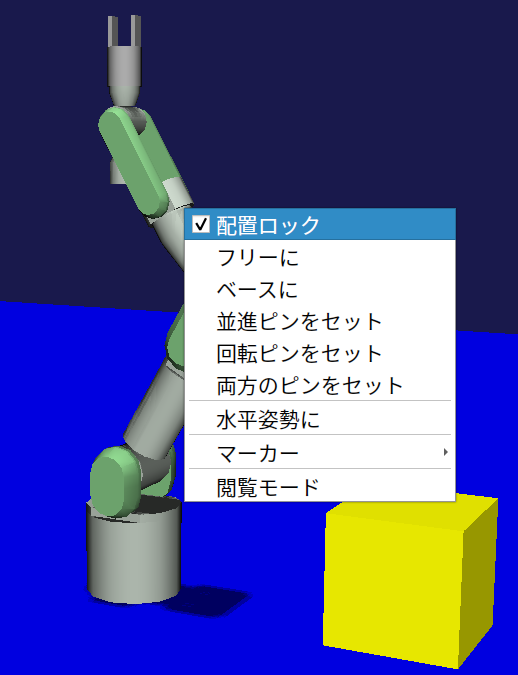 配置ロック
フリーに
ベースに
並進ピンをセット
回転ピンをセット
両方のピンをセット
水平姿勢に
マーカー
閲覧モード